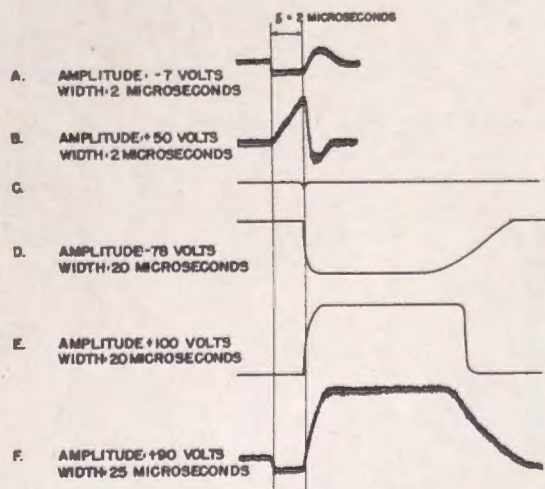 δ = 2 MICROSECONDS
A. AMPLITUDE: -7 VOLTS
WIDTH: 2 MICROSECONDS
B. AMPLITUDE: +50 VOLTS
WIDTH: 2 MICROSECONDS
C.
D. AMPLITUDE -78 VOLTS
WIDTH: 20 MICROSECONDS
E. AMPLITUDE +100 VOLTS
WIDTH: 20 MICROSECONDS
F. AMPLITUDE: +90 VOLTS
WIDTH: 25 MICROSECONDS